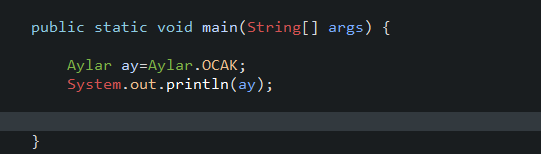 public static void main(String[] args) {
Aylar ay=Aylar.OCAK;
System.out.println(ay);
}